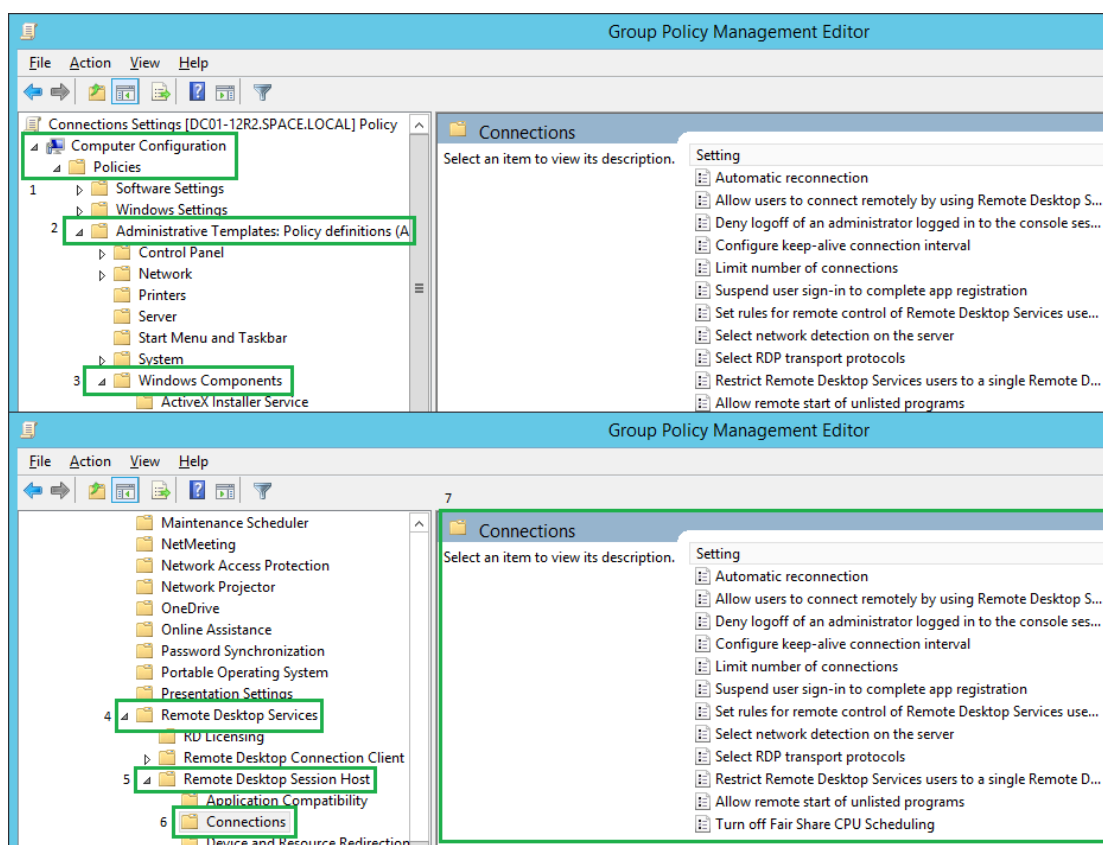 Group Policy Management Editor
File Action View Help
Connections Settings [DC01-12R2.SPACE.LOCAL] Policy
Computer Configuration
Policies
1 Software Settings
Windows Settings
2 Administrative Templates: Policy definitions (A
Control Panel
Network
Printers
Server
Start Menu and Taskbar
System
3 Windows Components
ActiveX Installer Service
Connections
Select an item to view its description.
Setting
Automatic reconnection
Allow users to connect remotely by using Remote Desktop S...
Deny logoff of an administrator logged in to the console ses...
Configure keep-alive connection interval
Limit number of connections
Suspend user sign-in to complete app registration
Set rules for remote control of Remote Desktop Services use...
Select network detection on the server
Select RDP transport protocols
Restrict Remote Desktop Services users to a single Remote D...
Allow remote start of unlisted programs
Group Policy Management Editor
File Action View Help
Maintenance Scheduler
NetMeeting
Network Access Protection
Network Projector
OneDrive
Online Assistance
Password Synchronization
Portable Operating System
Presentation Settings
4 Remote Desktop Services
RD Licensing
Remote Desktop Connection Client
5 Remote Desktop Session Host
Application Compatibility
6 Connections
Device and Resource Redirection
7
Connections
Select an item to view its description.
Setting
Automatic reconnection
Allow users to connect remotely by using Remote Desktop S...
Deny logoff of an administrator logged in to the console ses...
Configure keep-alive connection interval
Limit number of connections
Suspend user sign-in to complete app registration
Set rules for remote control of Remote Desktop Services use...
Select network detection on the server
Select RDP transport protocols
Restrict Remote Desktop Services users to a single Remote D...
Allow remote start of unlisted programs
Turn off Fair Share CPU Scheduling